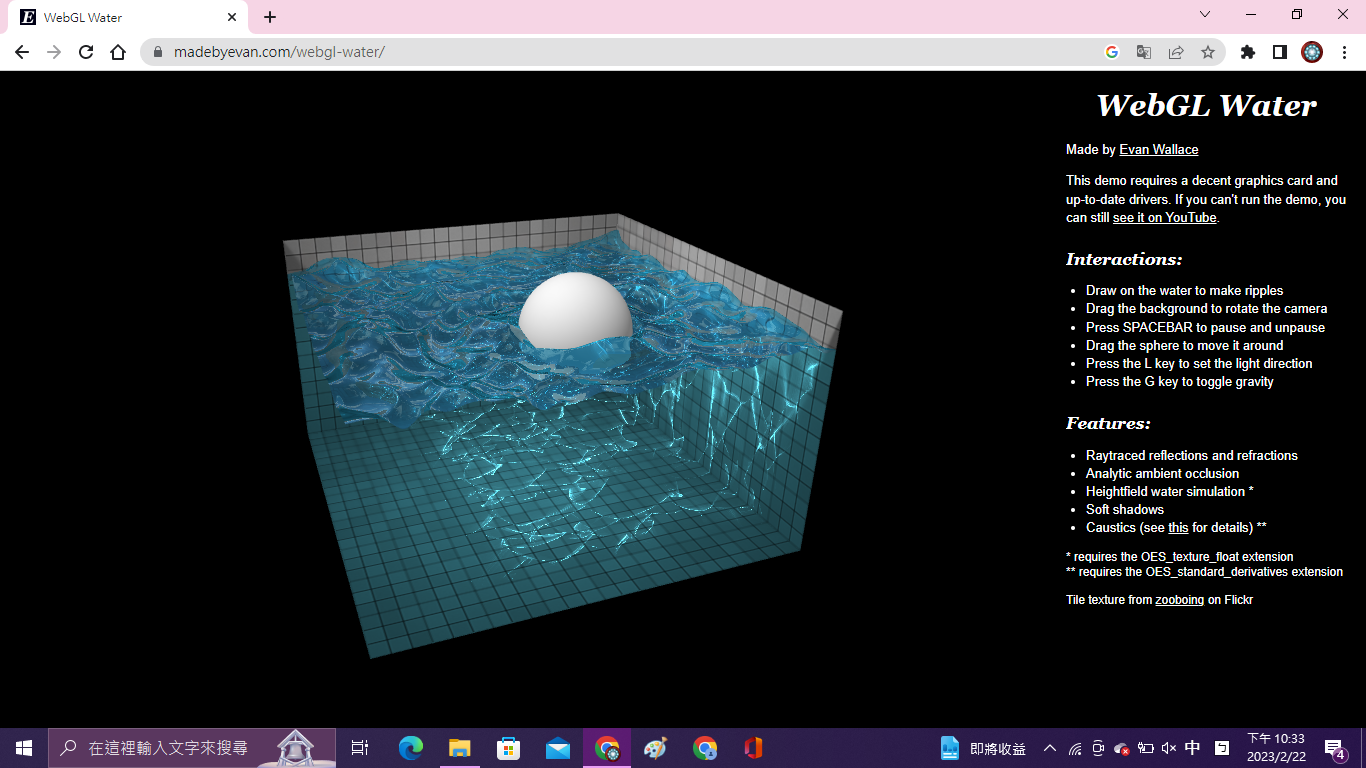 WebGL Water
madebyevan.com/webgl-water/
WebGL Water
Made by Evan Wallace
This demo requires a decent graphics card and
up-to-date drivers. If you can't run the demo, you
can still see it on YouTube.
Interactions:
• Draw on the water to make ripples
• Drag the background to rotate the camera
• Press SPACEBAR to pause and unpause
• Drag the sphere to move it around
• Press the L key to set the light direction
• Press the G key to toggle gravity
Features:
• Raytraced reflections and refractions
• Analytic ambient occlusion
• Heightfield water simulation *
• Soft shadows
• Caustics (see this for details) **
* requires the OES_texture_float extension
** requires the OES_standard_derivatives extension
Tile texture from zooboing on Flickr
在這裡輸入文字來搜尋
即將收益
中
ㄅ
下午 10:33
2023/2/22
4